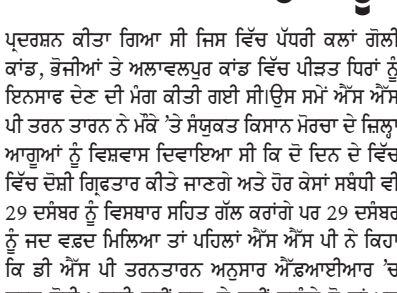 ਪ੍ਰਦਰਸ਼ਨ ਕੀਤਾ ਗਿਆ ਸੀ ਜਿਸ ਵਿੱਚ ਪੱਧਰੀ ਕਲਾਂ ਗੋਲੀ
ਕਾਂਡ, ਭੋਜੀਆਂ ਤੇ ਅਲਾਵਲਪੁਰ ਕਾਂਡ ਵਿੱਚ ਪੀੜਤ ਧਿਰਾਂ ਨੂੰ
ਇਨਸਾਫ ਦੇਣ ਦੀ ਮੰਗ ਕੀਤੀ ਗਈ ਸੀ।ਉਸ ਸਮੇਂ ਐੱਸ ਐੱਸ
ਪੀ ਤਰਨ ਤਾਰਨ ਨੇ ਮੌਕੇ 'ਤੇ ਸੰਯੁਕਤ ਕਿਸਾਨ ਮੋਰਚਾ ਦੇ ਜ਼ਿਲ੍ਹਾ
ਆਗੂਆਂ ਨੂੰ ਵਿਸ਼ਵਾਸ ਦਿਵਾਇਆ ਸੀ ਕਿ ਦੋ ਦਿਨ ਦੇ ਵਿੱਚ
ਵਿੱਚ ਦੋਸ਼ੀ ਗ੍ਰਿਫਤਾਰ ਕੀਤੇ ਜਾਣਗੇ ਅਤੇ ਹੋਰ ਕੇਸਾਂ ਸਬੰਧੀ ਵੀ
29 ਦਸੰਬਰ ਨੂੰ ਵਿਸਥਾਰ ਸਹਿਤ ਗੱਲ ਕਰਾਂਗੇ ਪਰ 29 ਦਸੰਬਰ
ਨੂੰ ਜਦ ਵਫ਼ਦ ਮਿਲਿਆ ਤਾਂ ਪਹਿਲਾਂ ਐੱਸ ਐੱਸ ਪੀ ਨੇ ਕਿਹਾ
ਕਿ ਡੀ ਐੱਸ ਪੀ ਤਰਨਤਾਰਨ ਅਨੁਸਾਰ ਐੱਫ਼ਆਈਆਰ 'ਚ